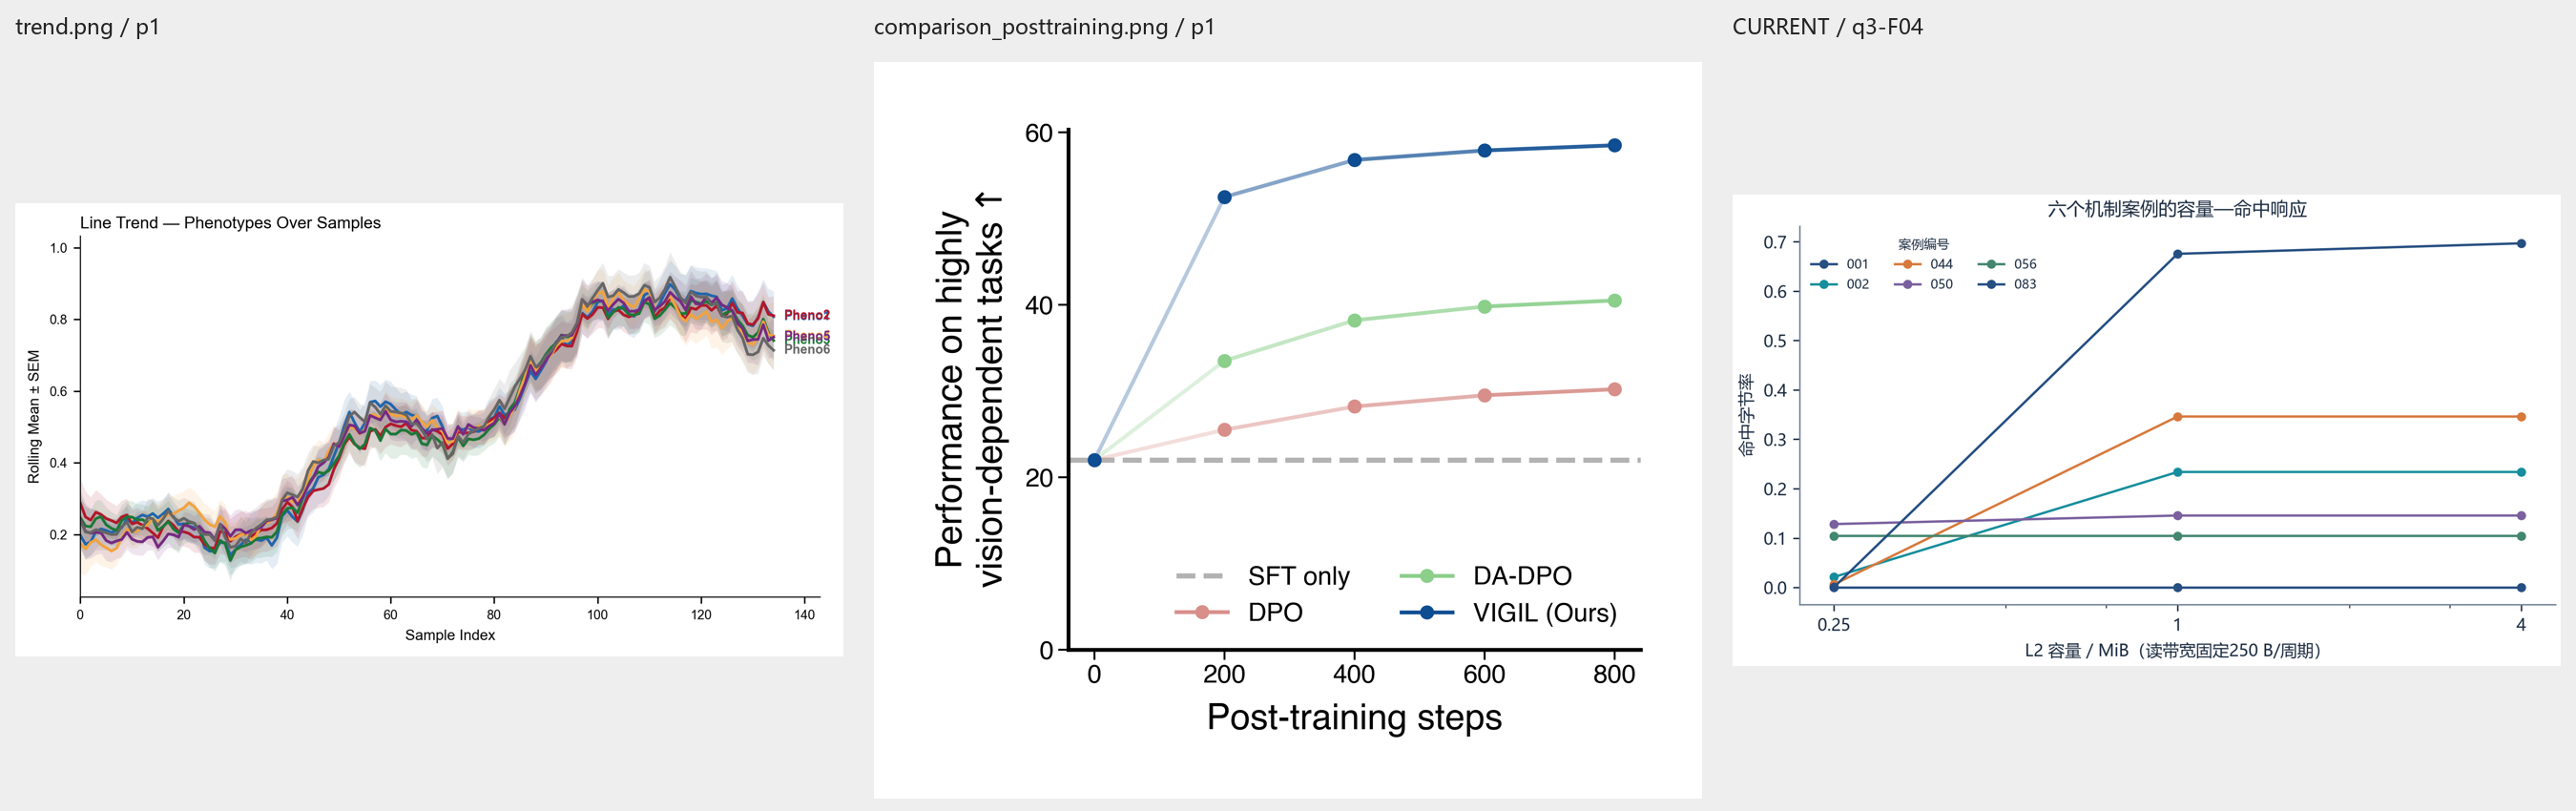 trend.png / p1
Line Trend — Phenotypes Over Samples
1.0
0.8
0.6
0.4
0.2
Rolling Mean ± SEM
0 20 40 60 80 100 120 140
Sample Index
Pheno2
Pheno5
Pheno6
comparison_posttraining.png / p1
60
40
20
0
Performance on highly
vision-dependent tasks ↑
SFT only
DPO
DA-DPO
VIGIL (Ours)
0 200 400 600 800
Post-training steps
CURRENT / q3-F04
六个机制案例的容量—命中响应
案例编号
001 044 056
002 050 083
0.7
0.6
0.5
0.4
0.3
0.2
0.1
0.0
命中字节率
0.25 1 4
L2 容量 / MiB（读带宽固定250 B/周期）